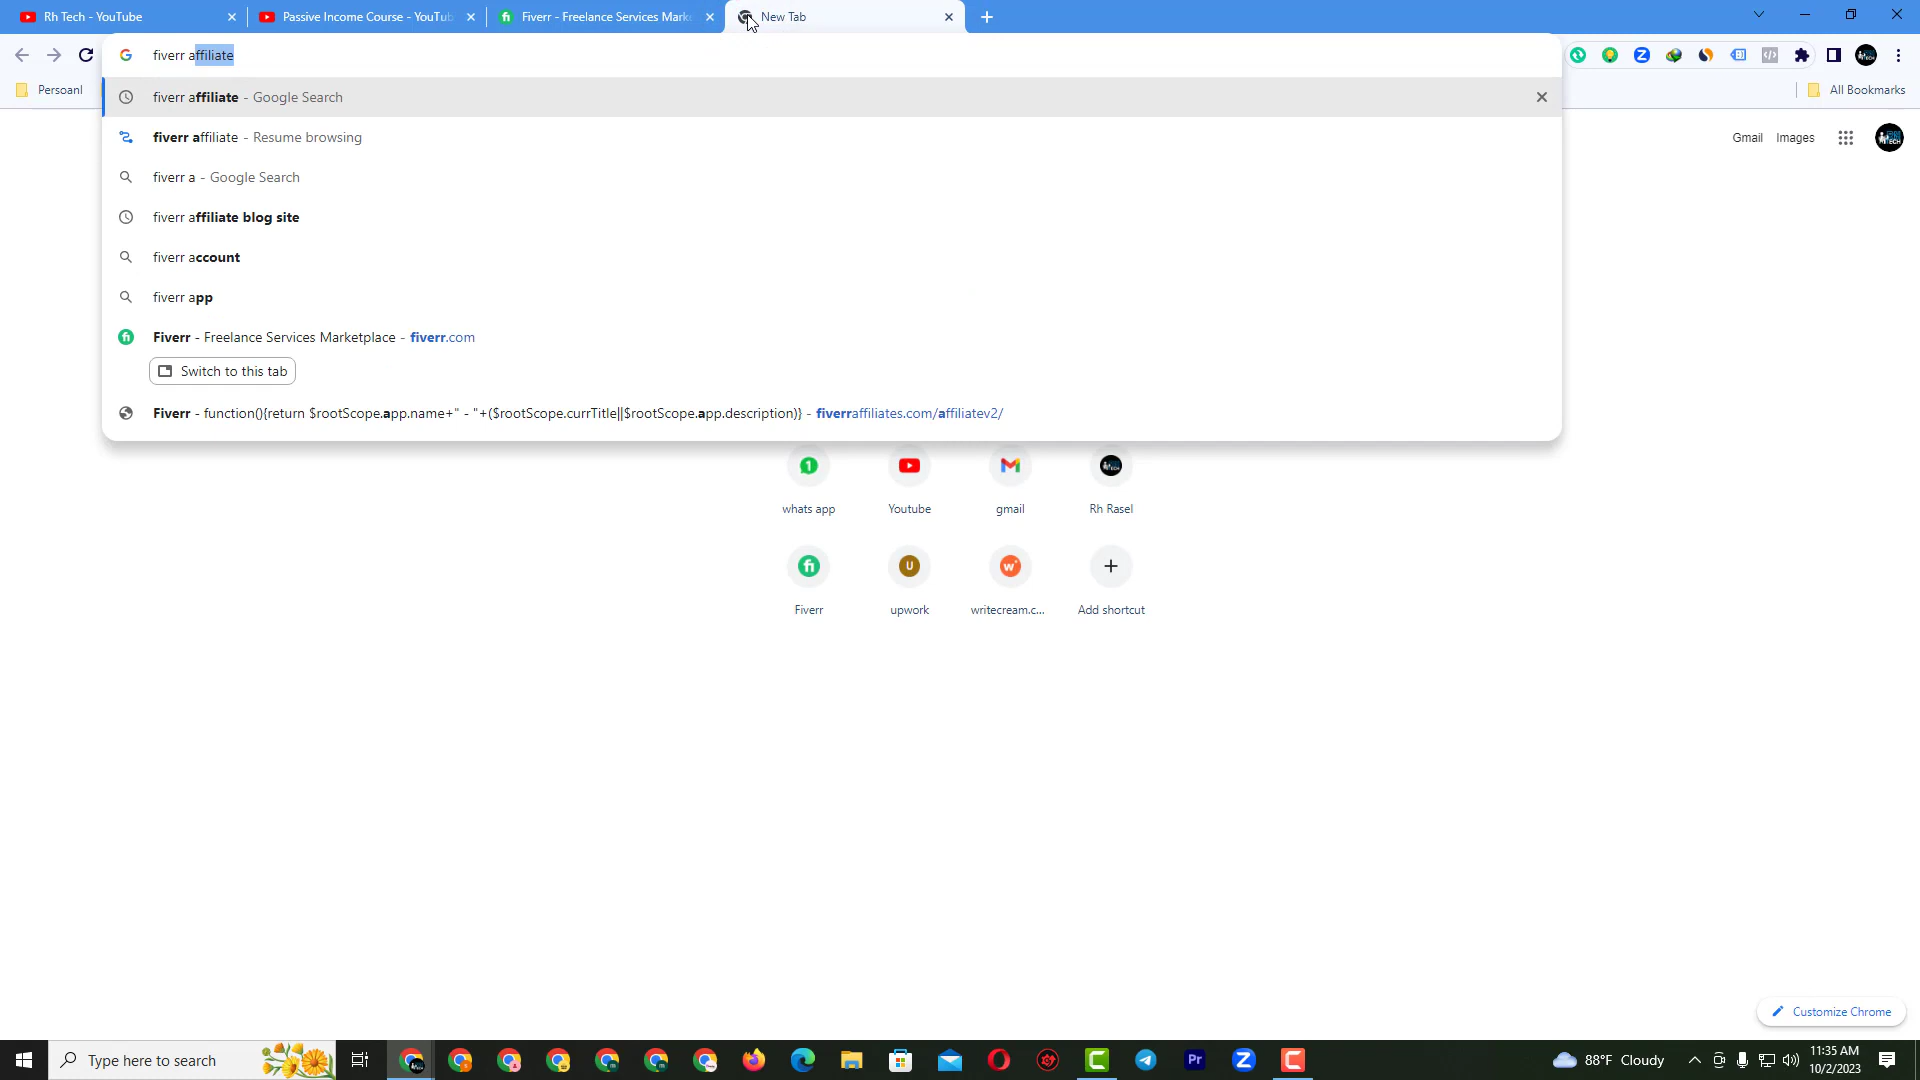 Rh Tech - YouTube
Passive Income Course - YouTub
Fiverr - Freelance Services Mark
New Tab
fiverr affiliate
Persoanl
All Bookmarks
fiverr affiliate - Google Search
fiverr affiliate - Resume browsing
Gmail Images
fiverr a - Google Search
fiverr affiliate blog site
fiverr account
fiverr app
Fiverr - Freelance Services Marketplace - fiverr.com
Switch to this tab
Fiverr - function(){return $rootScope.app.name+" - "+($rootScope.currTitle||$rootScope.app.description)} - fiverraffiliates.com/affiliatev2/
whats app
Youtube
gmail
Rh Rasel
U
Fiverr
upwork
writecream.c...
Add shortcut
Customize Chrome
Type here to search
88°F Cloudy
11:35 AM
10/2/2023